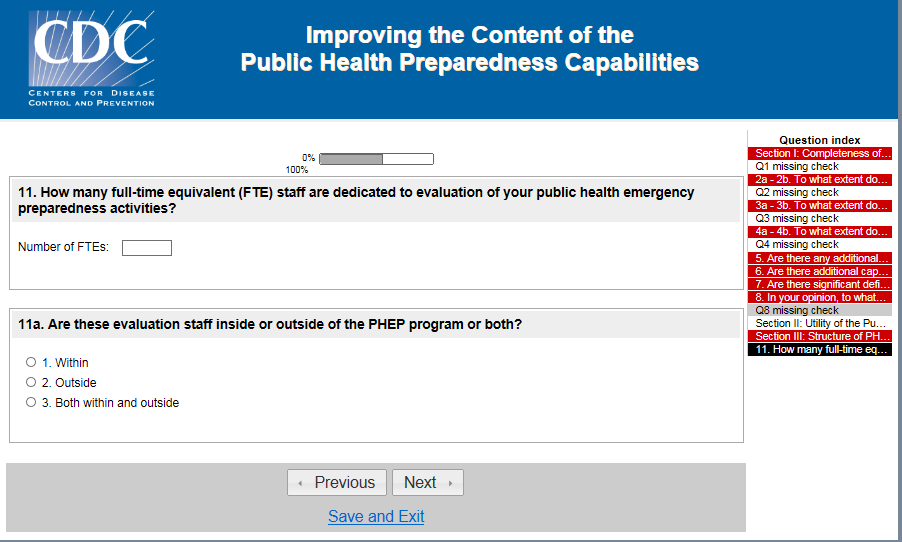 CDC
CENTERS FOR DISEASE
CONTROL AND PREVENTION
Improving the Content of the
Public Health Preparedness Capabilities
0%
100%
11. How many full-time equivalent (FTE) staff are dedicated to evaluation of your public health emergency
preparedness activities?
Number of FTEs:
11a. Are these evaluation staff inside or outside of the PHEP program or both?
1. Within
2. Outside
3. Both within and outside
Previous
Next
Save and Exit
Question index
Section I: Completeness of...
Q1 missing check
2a - 2b. To what extent do...
Q2 missing check
3a - 3b. To what extent do...
Q3 missing check
4a - 4b. To what extent do...
Q4 missing check
5. Are there any additional...
6. Are there additional cap...
7. Are there significant defi...
8. In your opinion, to what...
Q8 missing check
Section II: Utility of the Pu...
Section III: Structure of PH...
11. How many full-time eq...